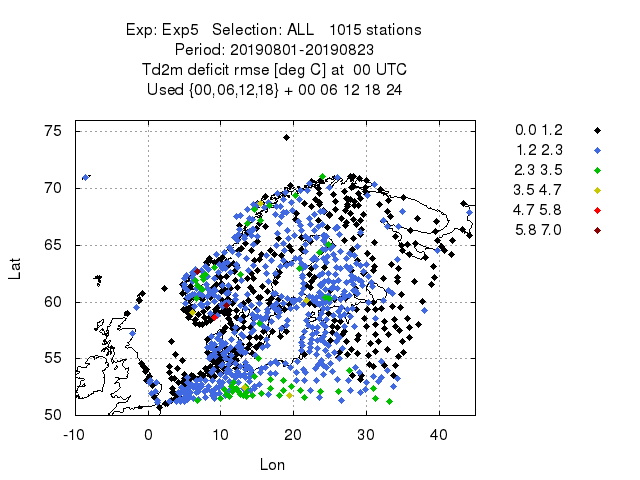 Exp: Exp5   Selection: ALL   1015 stations
Period: 20190801-20190823
Td2m deficit rmse [deg C] at  00 UTC
Used {00,06,12,18} + 00 06 12 18 24
0.0 1.2
1.2 2.3
2.3 3.5
3.5 4.7
4.7 5.8
5.8 7.0
75
70
65
60
55
50
Lat
-10 0 10 20 30 40
Lon